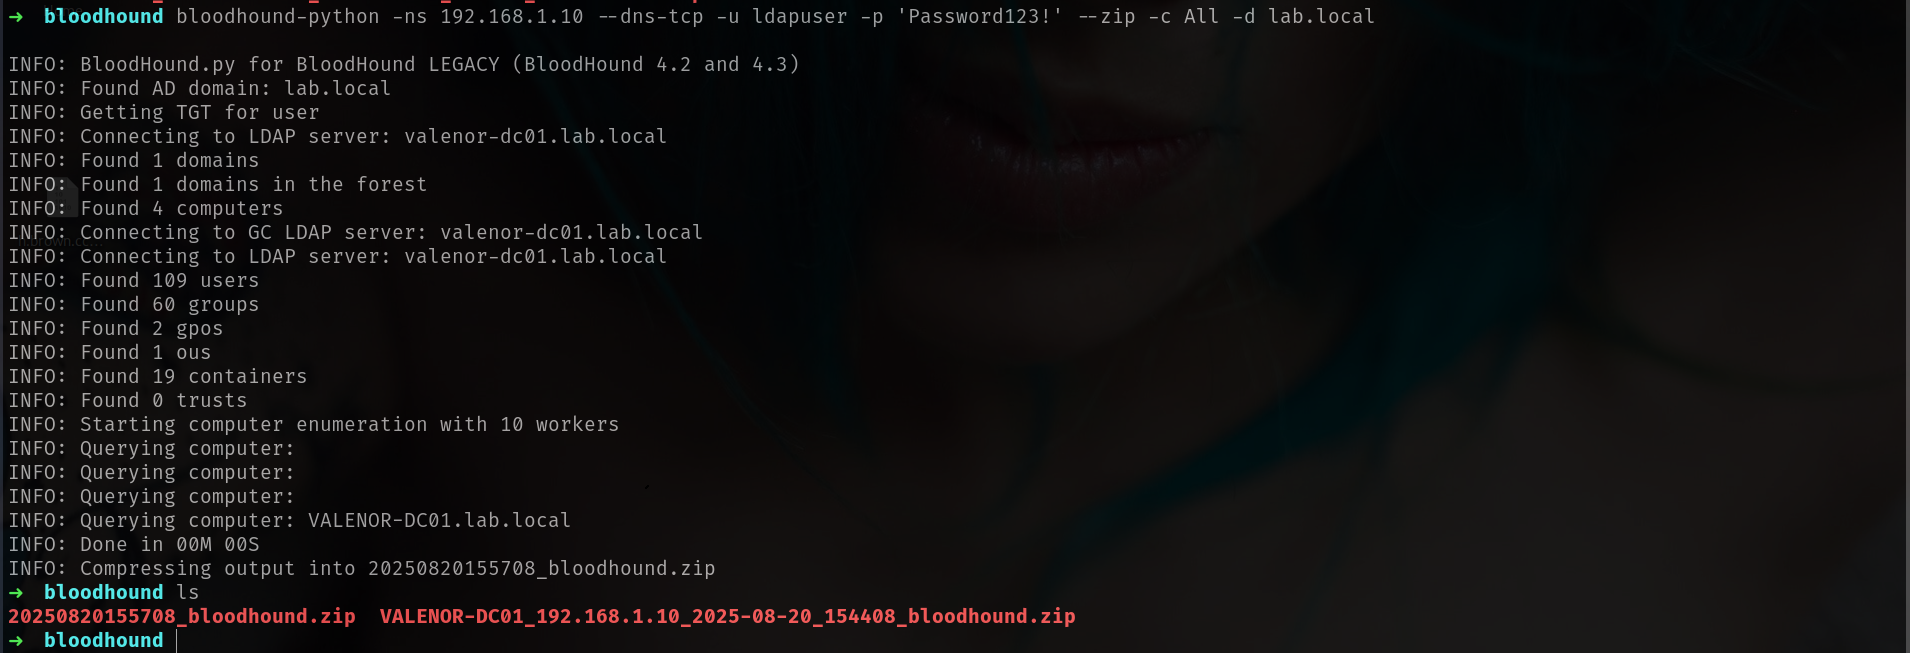 ➜  bloodhound bloodhound-python -ns 192.168.1.10 --dns-tcp -u ldapuser -p 'Password123!' --zip -c All -d lab.local
INFO: BloodHound.py for BloodHound LEGACY (BloodHound 4.2 and 4.3)
INFO: Found AD domain: lab.local
INFO: Getting TGT for user
INFO: Connecting to LDAP server: valenor-dc01.lab.local
INFO: Found 1 domains
INFO: Found 1 domains in the forest
INFO: Found 4 computers
INFO: Connecting to GC LDAP server: valenor-dc01.lab.local
INFO: Connecting to LDAP server: valenor-dc01.lab.local
INFO: Found 109 users
INFO: Found 60 groups
INFO: Found 2 gpos
INFO: Found 1 ous
INFO: Found 19 containers
INFO: Found 0 trusts
INFO: Starting computer enumeration with 10 workers
INFO: Querying computer:
INFO: Querying computer:
INFO: Querying computer:
INFO: Querying computer: VALENOR-DC01.lab.local
INFO: Done in 00M 00S
INFO: Compressing output into 20250820155708_bloodhound.zip
➜  bloodhound ls
20250820155708_bloodhound.zip  VALENOR-DC01_192.168.1.10_2025-08-20_154408_bloodhound.zip
➜  bloodhound